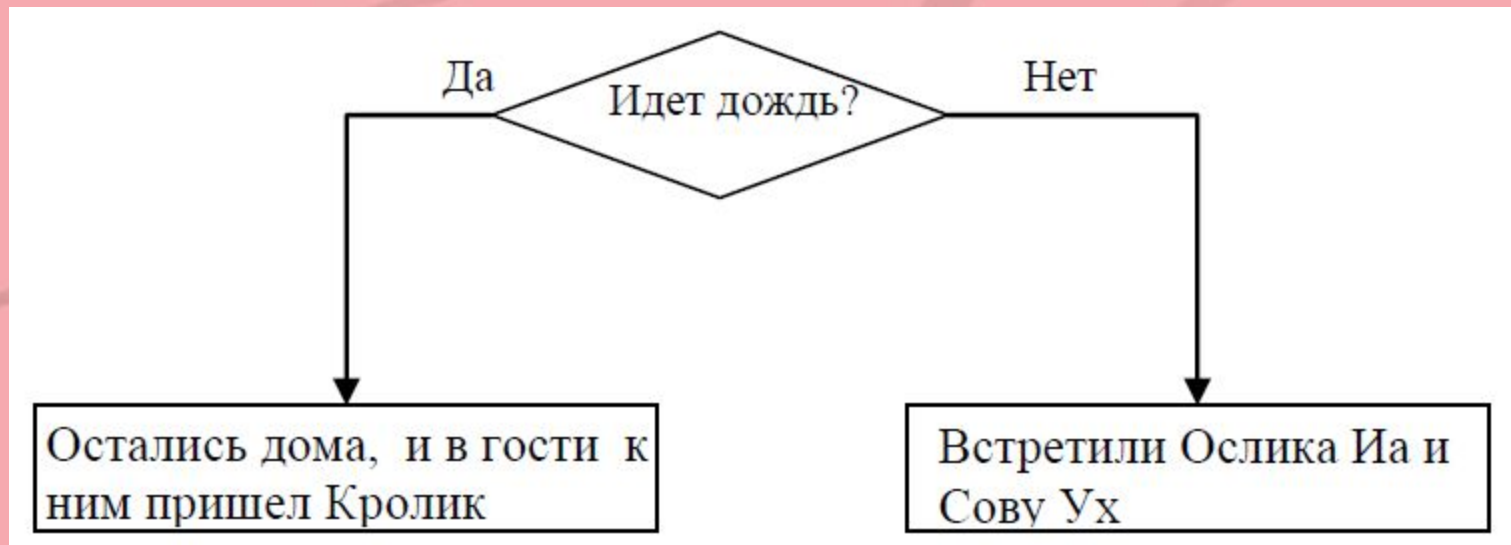 Да
Идет дождь?
Нет
Остались дома, и в гости к
ним пришел Кролик
Встретили Ослика Иа и
Сову Ух